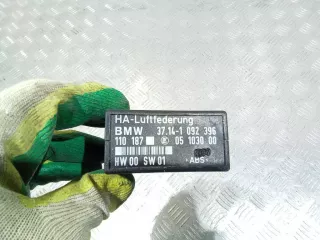 HA-Luftfederung
BMW 37.14-1 092 396
110 187 05 1030 00
HW 00 SW 01 >ABS<